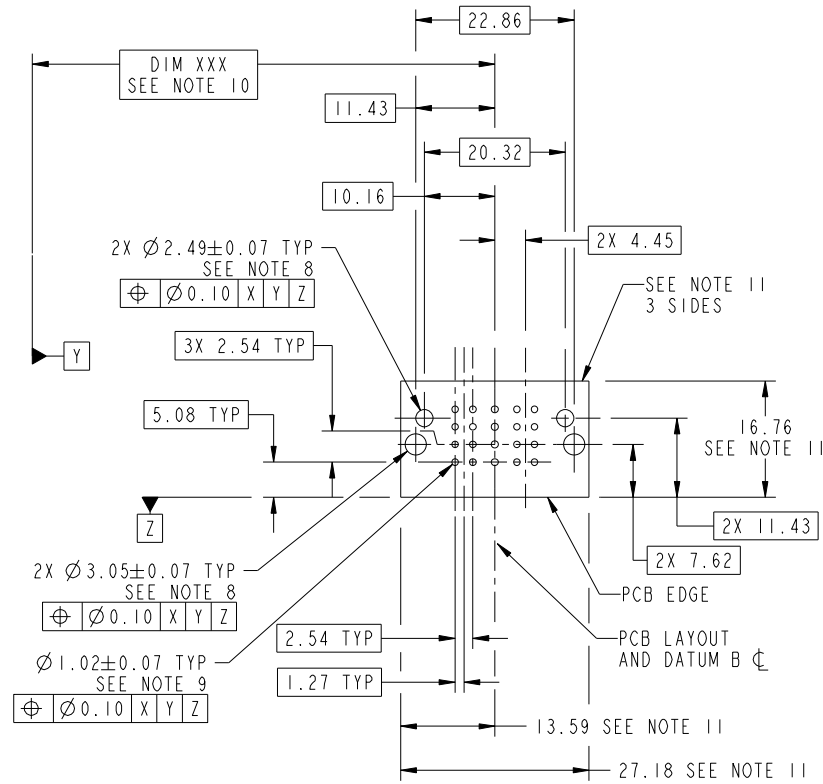 22.86
DIM XXX
SEE NOTE 10
11.43
20.32
10.16
2X 4.45
2X Ø2.49±0.07 TYP
SEE NOTE 8
⌖ Ø0.10 X Y Z
SEE NOTE 11
3 SIDES
3X 2.54 TYP
Y
5.08 TYP
16.76
SEE NOTE 11
Z
2X 11.43
2X 7.62
2X Ø3.05±0.07 TYP
SEE NOTE 8
⌖ Ø0.10 X Y Z
PCB EDGE
2.54 TYP
PCB LAYOUT
AND DATUM B ℄
Ø1.02±0.07 TYP
SEE NOTE 9
⌖ Ø0.10 X Y Z
1.27 TYP
13.59 SEE NOTE 11
27.18 SEE NOTE 11